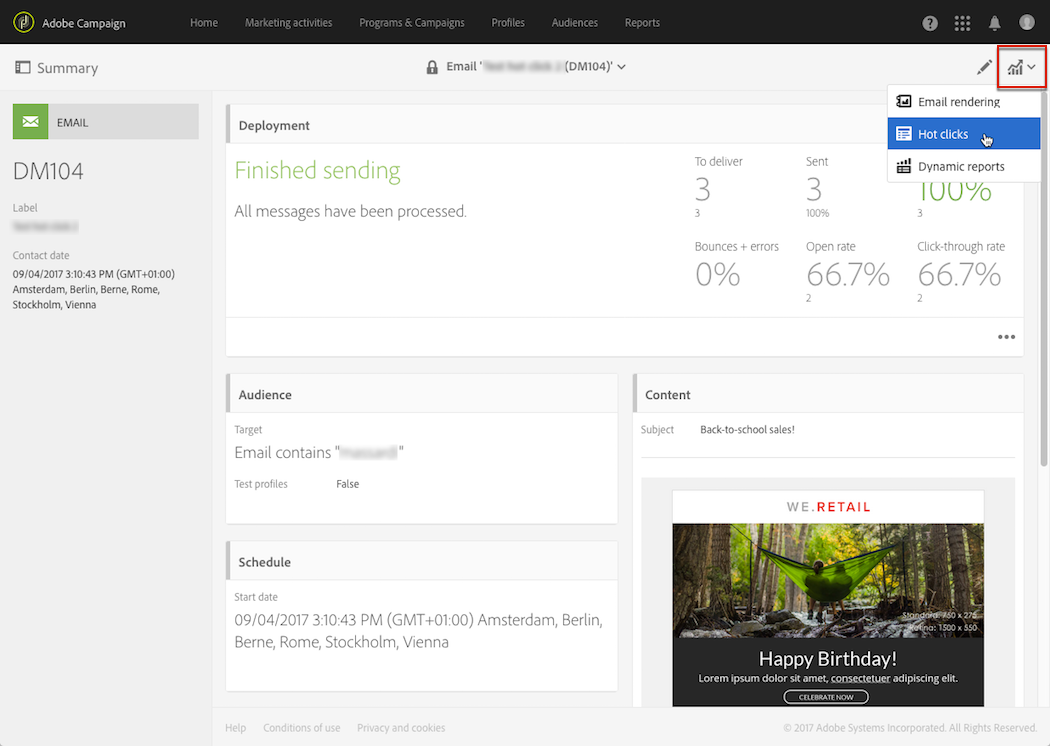 Adobe Campaign
Home
Marketing activities
Programs & Campaigns
Profiles
Audiences
Reports
Summary
Email ' (DM104)'
Email rendering
Hot clicks
Dynamic reports
EMAIL
DM104
Label
Contact date
09/04/2017 3:10:43 PM (GMT+01:00)
Amsterdam, Berlin, Berne, Rome,
Stockholm, Vienna
Deployment
Finished sending
All messages have been processed.
To deliver
3
3
Sent
3
100%
100%
3
Bounces + errors
0%
Open rate
66.7%
2
Click-through rate
66.7%
2
Audience
Target
Email contains " "
Test profiles
False
Schedule
Start date
09/04/2017 3:10:43 PM (GMT+01:00) Amsterdam, Berlin,
Berne, Rome, Stockholm, Vienna
Content
Subject
Back-to-school sales!
WE.RETAIL
Standard: 750 x 275
Retina: 1500 x 550
Happy Birthday!
Lorem ipsum dolor sit amet, consectetuer adipiscing elit.
CELEBRATE NOW
Help
Conditions of use
Privacy and cookies
© 2017 Adobe Systems Incorporated. All Rights Reserved.